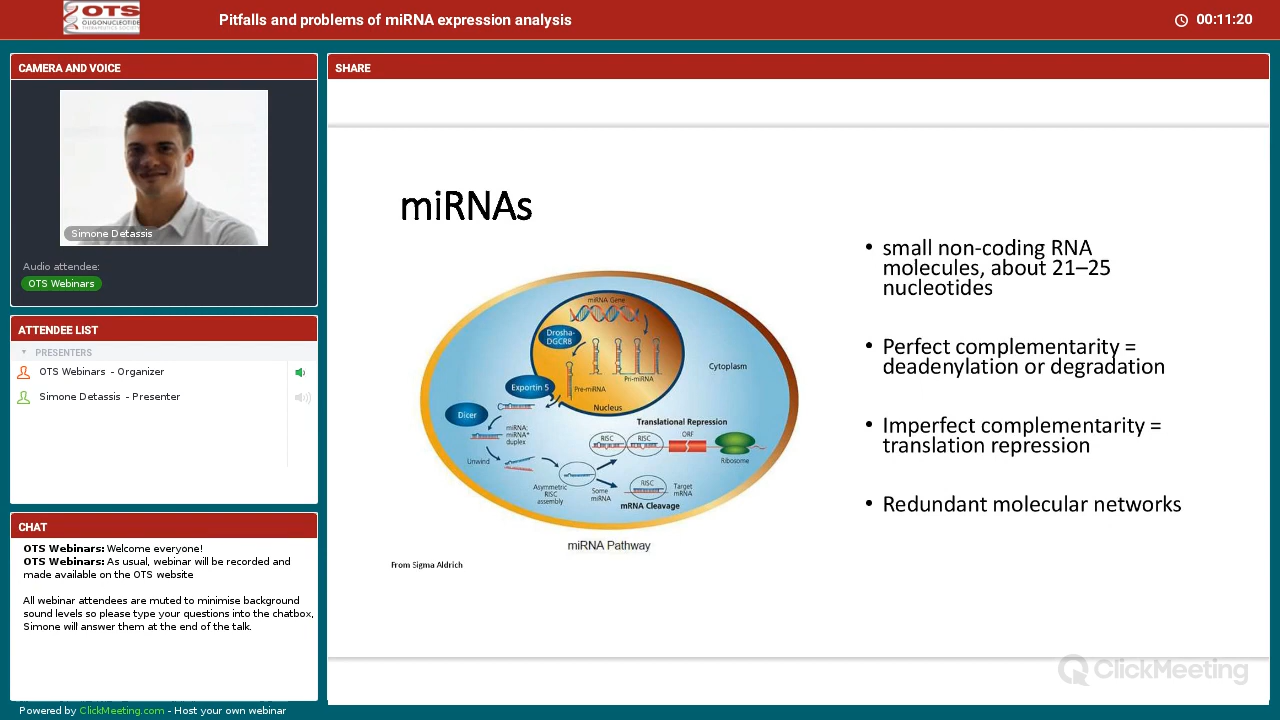 OTS
OLIGONUCLEOTIDE
THERAPEUTICS SOCIETY
Pitfalls and problems of miRNA expression analysis
00:11:20
CAMERA AND VOICE
Simone Detassis
Audio attendee:
OTS Webinars
ATTENDEE LIST
PRESENTERS
OTS Webinars - Organizer
Simone Detassis - Presenter
CHAT
OTS Webinars: Welcome everyone!
OTS Webinars: As usual, webinar will be recorded and
made available on the OTS website
All webinar attendees are muted to minimise background
sound levels so please type your questions into the chatbox,
Simone will answer them at the end of the talk.
Powered by ClickMeeting.com - Host your own webinar
SHARE
miRNAs
miRNA Gene
Drosha-
DGCR8
Pri-miRNA
Pre-miRNA
Exportin 5
Nucleus
Cytoplasm
Dicer
miRNA:
miRNA*
duplex
Unwind
Translational Repression
RISC
RISC
ORF
Ribosome
Asymmetric
RISC
assembly
Some
miRNA
RISC
Target
mRNA
mRNA Cleavage
miRNA Pathway
From Sigma Aldrich
• small non-coding RNA
molecules, about 21–25
nucleotides
• Perfect complementarity =
deadenylation or degradation
• Imperfect complementarity =
translation repression
• Redundant molecular networks
ClickMeeting